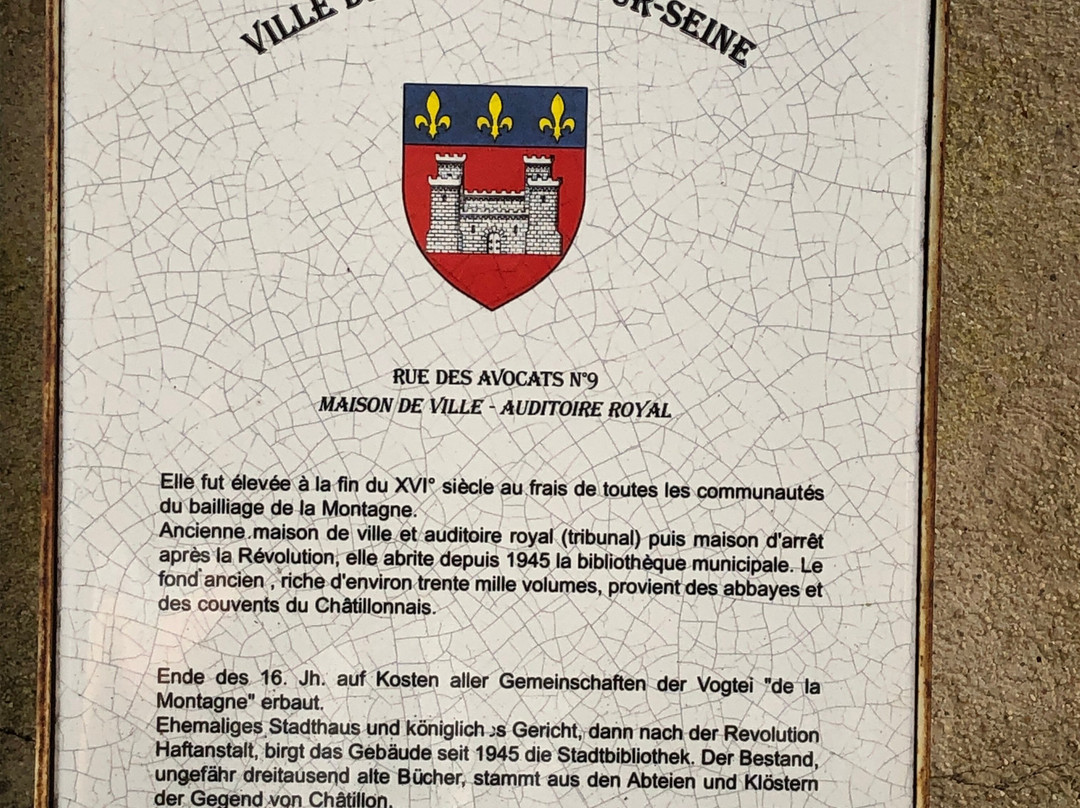 VILLE
UR-SEINE
RUE DES AVOCATS N°9
MAISON DE VILLE - AUDITOIRE ROYAL
Elle fut élevée à la fin du XVI° siècle au frais de toutes les communautés
du bailliage de la Montagne.
Ancienne maison de ville et auditoire royal (tribunal) puis maison d'arrêt
après la Révolution, elle abrite depuis 1945 la bibliothèque municipale. Le
fond ancien , riche d'environ trente mille volumes, provient des abbayes et
des couvents du Châtillonnais.
Ende des 16. Jh. auf Kosten aller Gemeinschaften der Vogtei "de la
Montagne" erbaut.
Ehemaliges Stadthaus und königliches Gericht, dann nach der Revolution
Haftanstalt, birgt das Gebäude seit 1945 die Stadtbibliothek. Der Bestand,
ungefähr dreitausend alte Bücher, stammt aus den Abteien und Klöstern
der Gegend von Châtillon.